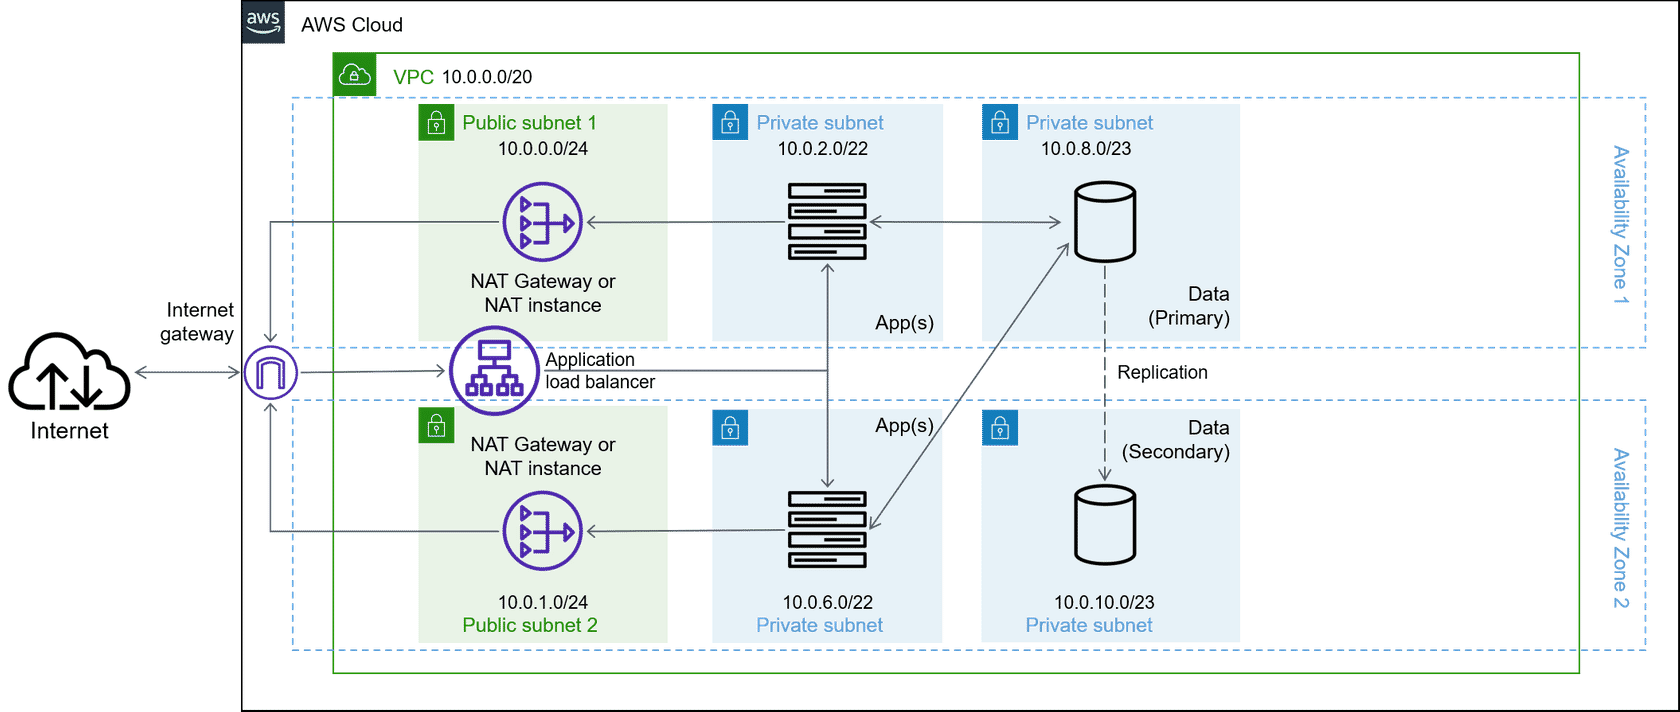 aws
AWS Cloud
VPC 10.0.0.0/20
Public subnet 1
10.0.0.0/24
Private subnet
10.0.2.0/22
Private subnet
10.0.8.0/23
Availability Zone 1
NAT Gateway or
NAT instance
App(s)
Data
(Primary)
Internet
gateway
Internet
Application
load balancer
Replication
NAT Gateway or
NAT instance
App(s)
Data
(Secondary)
Availability Zone 2
10.0.1.0/24
Public subnet 2
10.0.6.0/22
Private subnet
10.0.10.0/23
Private subnet